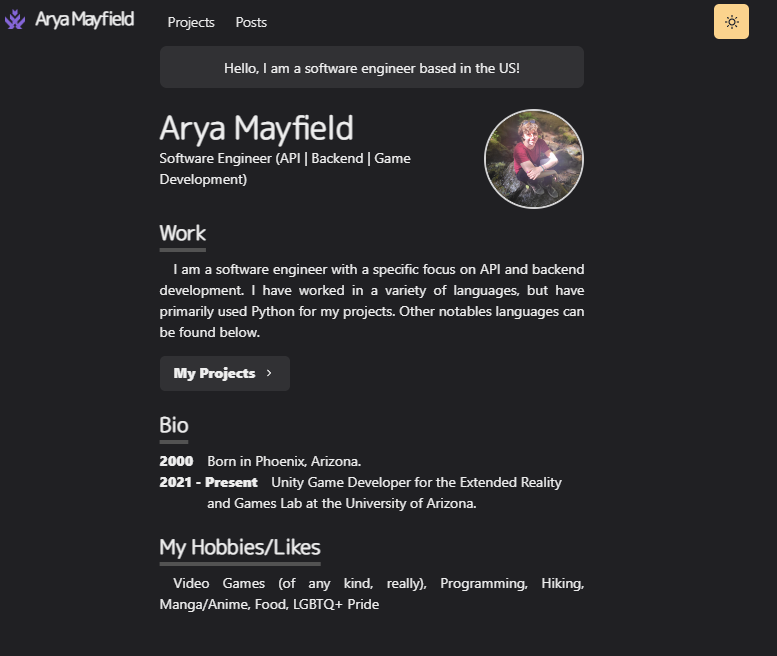 Arya Mayfield Projects Posts
Hello, I am a software engineer based in the US!
Arya Mayfield
Software Engineer (API | Backend | Game
Development)
Work
I am a software engineer with a specific focus on API and backend
development. I have worked in a variety of languages, but have
primarily used Python for my projects. Other notables languages can
be found below.
My Projects
Bio
2000 Born in Phoenix, Arizona.
2021 - Present Unity Game Developer for the Extended Reality
and Games Lab at the University of Arizona.
My Hobbies/Likes
Video Games (of any kind, really), Programming, Hiking,
Manga/Anime, Food, LGBTQ+ Pride